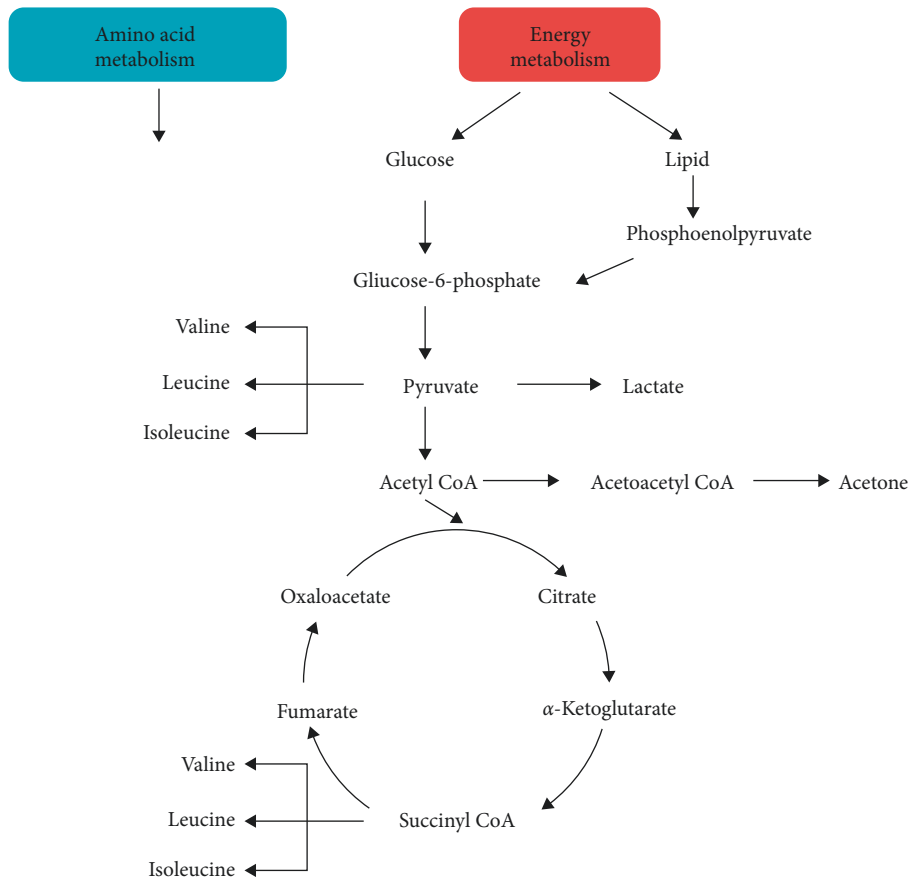 Amino acid
metabolism
Energy
metabolism
Glucose
Lipid
Phosphoenolpyruvate
Gliucose-6-phosphate
Valine
Leucine
Pyruvate
Lactate
Isoleucine
Acetyl CoA
Acetoacetyl CoA
Acetone
Oxaloacetate
Citrate
Fumarate
α-Ketoglutarate
Valine
Leucine
Succinyl CoA
Isoleucine